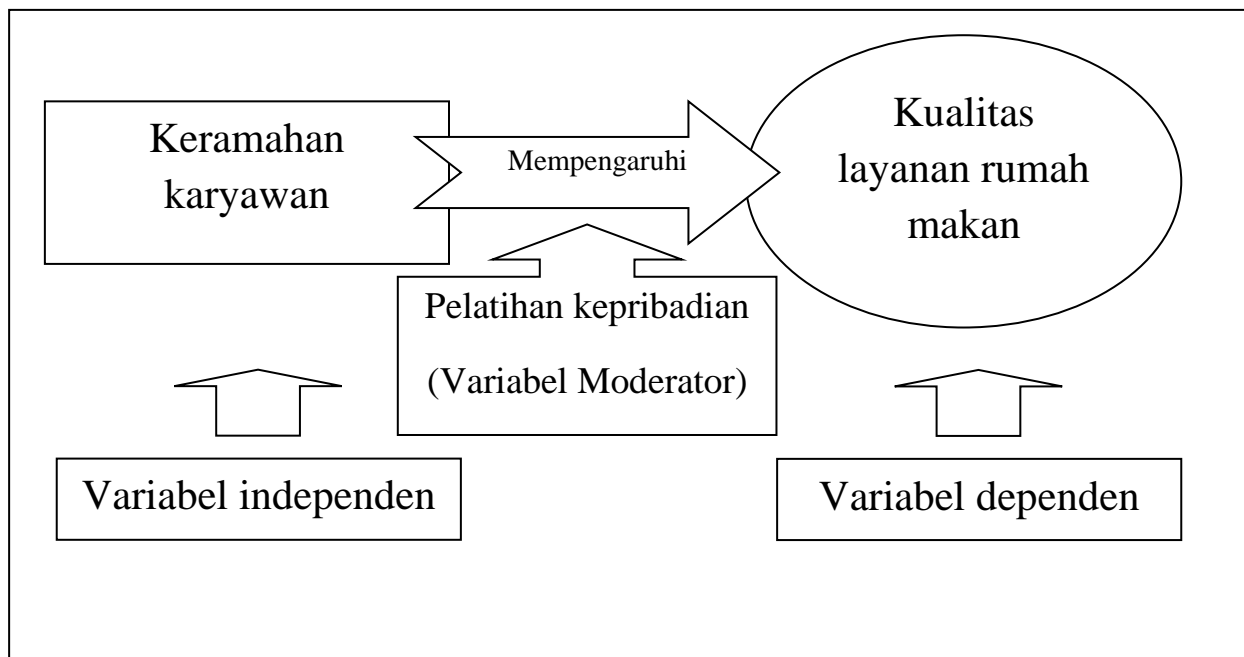 Keramahan
karyawan
Mempengaruhi
Kualitas
layanan rumah
makan
Pelatihan kepribadian
(Variabel Moderator)
Variabel independen
Variabel dependen